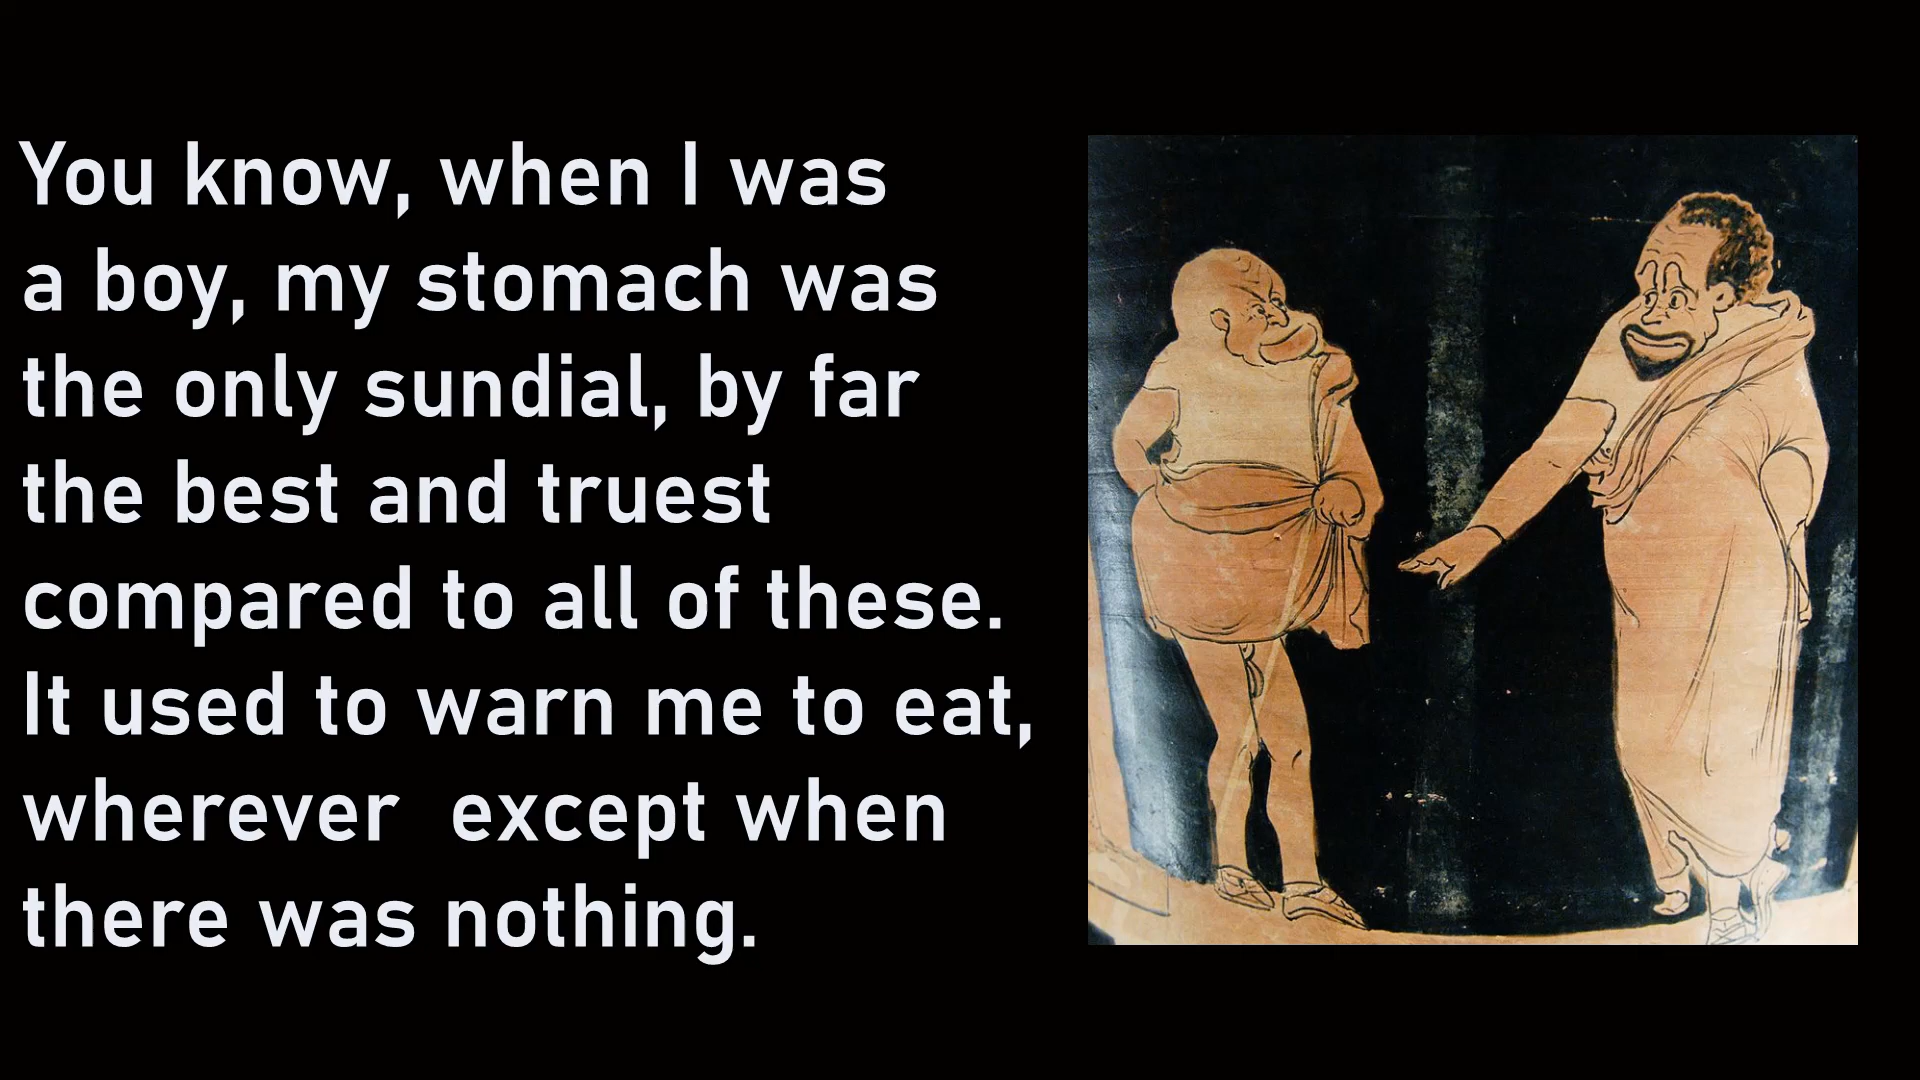 You know, when I was
a boy, my stomach was
the only sundial, by far
the best and truest
compared to all of these.
It used to warn me to eat,
wherever  except when
there was nothing.